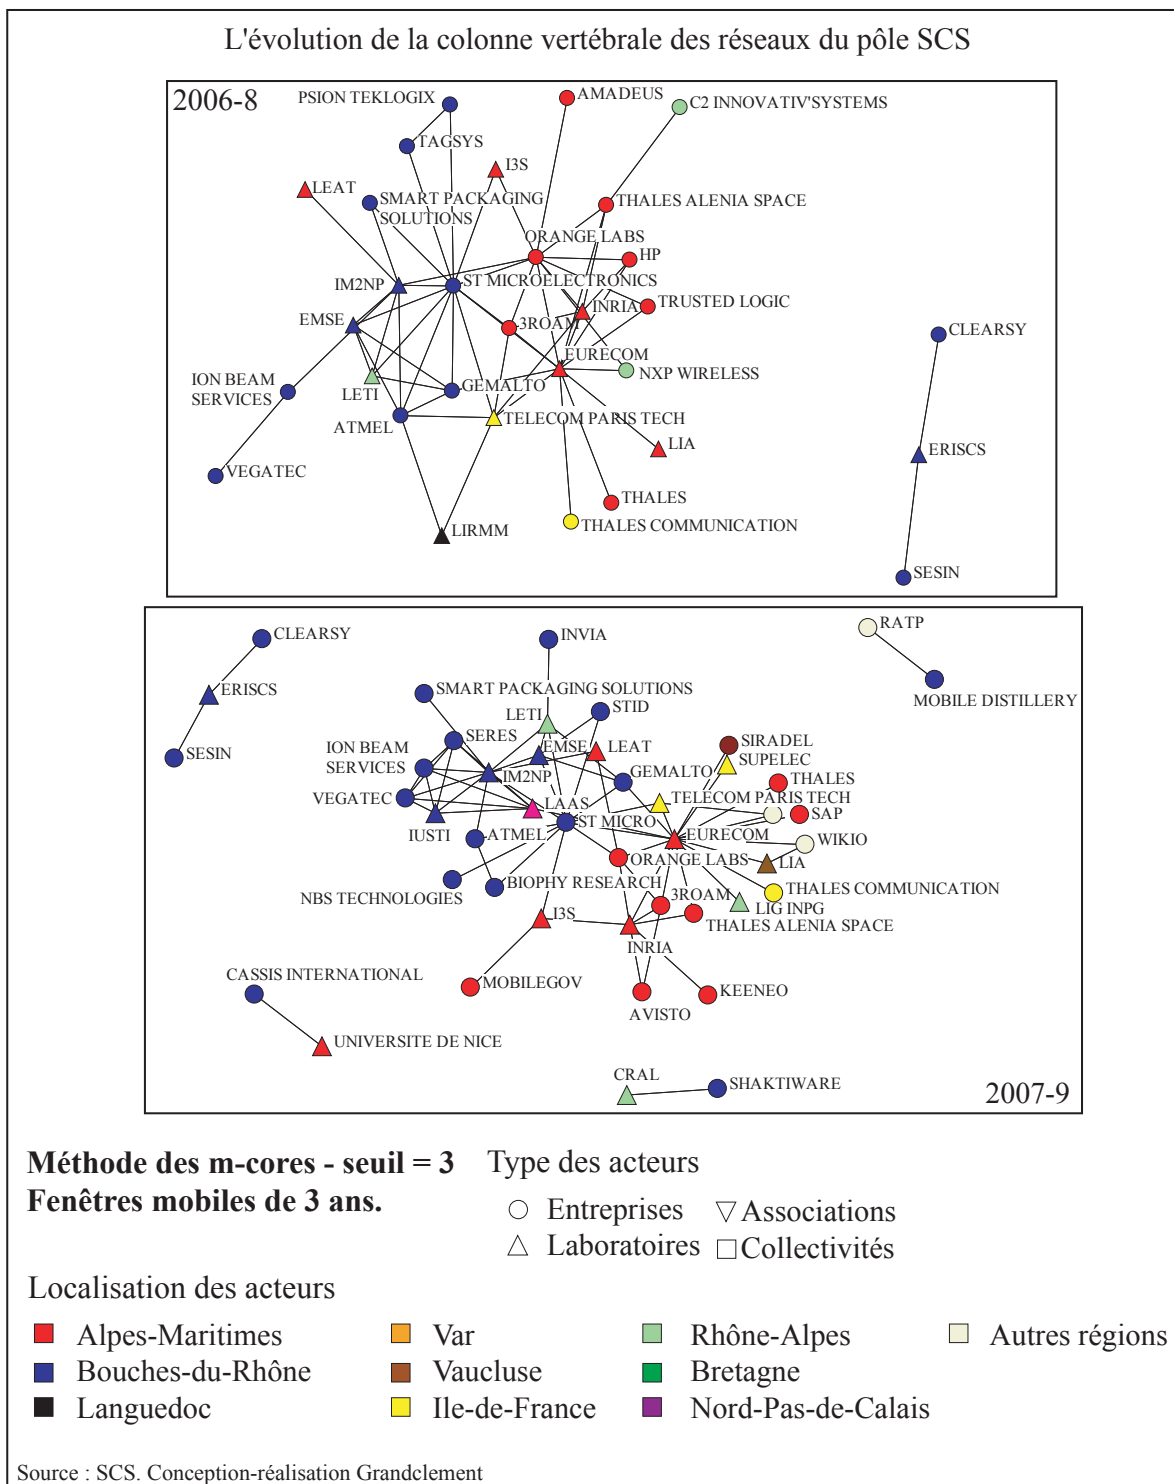 L'évolution de la colonne vertébrale des réseaux du pôle SCS
2006-8
PSION TEKLOGIX
AMADEUS
C2 INNOVATIV'SYSTEMS
TAGSYS
I3S
LEAT
SMART PACKAGING
SOLUTIONS
THALES ALENIA SPACE
ORANGE LABS
HP
IM2NP
ST MICROELECTRONICS
INRIA
TRUSTED LOGIC
EMSE
3ROAM
CLEARSY
EURECOM
NXP WIRELESS
ION BEAM
SERVICES
LETI
GEMALTO
ATMEL
TELECOM PARIS TECH
LIA
ERISCS
VEGATEC
THALES
THALES COMMUNICATION
LIRMM
SESIN
CLEARSY
INVIA
RATP
ERISCS
SMART PACKAGING SOLUTIONS
MOBILE DISTILLERY
LETI
STID
SESIN
SERES
EMSE
LEAT
SIRADEL
SUPELEC
ION BEAM
SERVICES
IM2NP
GEMALTO
THALES
VEGATEC
LAAS
TELECOM PARIS TECH
IUSTI
ST MICRO
SAP
ATMEL
EURECOM
WIKIO
ORANGE LABS
LIA
NBS TECHNOLOGIES
BIOPHY RESEARCH
3ROAM
THALES COMMUNICATION
LIG INPG
I3S
INRIA
THALES ALENIA SPACE
CASSIS INTERNATIONAL
MOBILEGOV
AVISTO
KEENEO
UNIVERSITE DE NICE
CRAL
SHAKTIWARE
2007-9
Méthode des m-cores - seuil = 3
Fenêtres mobiles de 3 ans.
Type des acteurs
Entreprises
Associations
Laboratoires
Collectivités
Localisation des acteurs
Alpes-Maritimes
Var
Rhône-Alpes
Autres régions
Bouches-du-Rhône
Vaucluse
Bretagne
Languedoc
Ile-de-France
Nord-Pas-de-Calais
Source : SCS. Conception-réalisation Grandclement